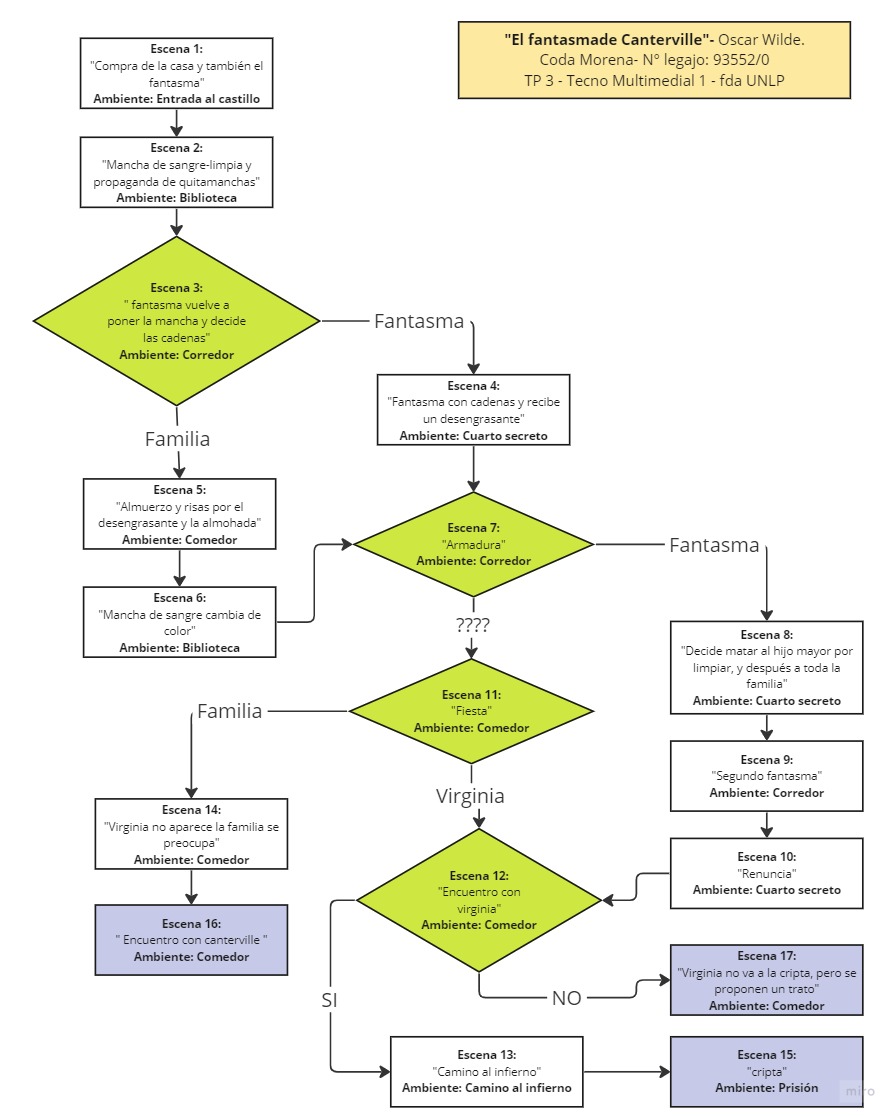 "El fantasmade Canterville"- Oscar Wilde.
Coda Morena- N° legajo: 93552/0
TP 3 - Tecno Multimedial 1 - fda UNLP
Escena 1:
"Compra de la casa y también el
fantasma"
Ambiente: Entrada al castillo
Escena 2:
"Mancha de sangre-limpia y
propaganda de quitamanchas"
Ambiente: Biblioteca
Escena 3:
" fantasma vuelve a
poner la mancha y decide
las cadenas"
Ambiente: Corredor
Fantasma
Familia
Escena 4:
"Fantasma con cadenas y recibe
un desengrasante"
Ambiente: Cuarto secreto
Escena 5:
"Almuerzo y risas por el
desengrasante y la almohada"
Ambiente: Comedor
Escena 6:
"Mancha de sangre cambia de
color"
Ambiente: Biblioteca
Escena 7:
"Armadura"
Ambiente: Corredor
Fantasma
????
Escena 8:
"Decide matar al hijo mayor por
limpiar, y después a toda la
familia"
Ambiente: Cuarto secreto
Escena 9:
"Segundo fantasma"
Ambiente: Corredor
Escena 10:
"Renuncia"
Ambiente: Cuarto secreto
Escena 11:
"Fiesta"
Ambiente: Comedor
Familia
Virginia
Escena 14:
"Virginia no aparece la familia se
preocupa"
Ambiente: Comedor
Escena 16:
" Encuentro con canterville "
Ambiente: Comedor
Escena 12:
"Encuentro con
virginia"
Ambiente: Comedor
SI
NO
Escena 17:
"Virginia no va a la cripta, pero se
proponen un trato"
Ambiente: Comedor
Escena 13:
"Camino al infierno"
Ambiente: Camino al infierno
Escena 15:
"cripta"
Ambiente: Prisión
miro